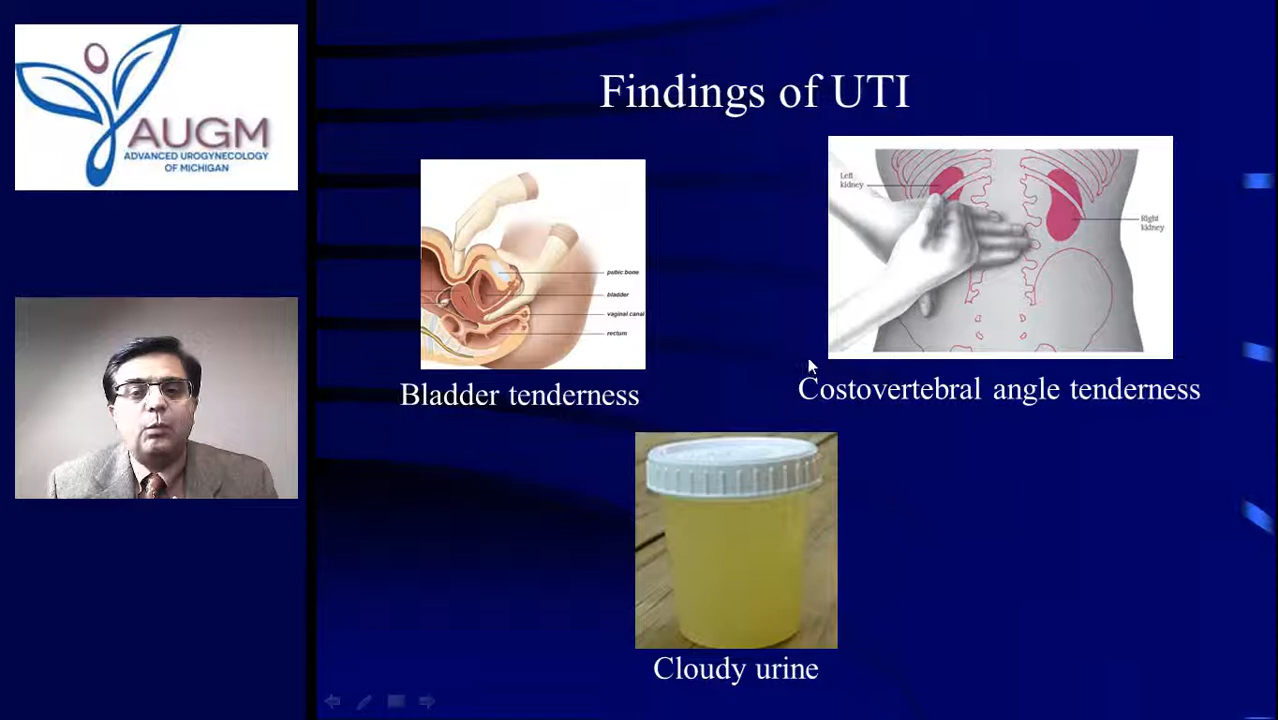 AUGM
ADVANCED UROGYNECOLOGY
OF MICHIGAN
Findings of UTI
pubic bone
bladder
vaginal canal
rectum
Bladder tenderness
Left
kidney
Right
kidney
Costovertebral angle tenderness
Cloudy urine